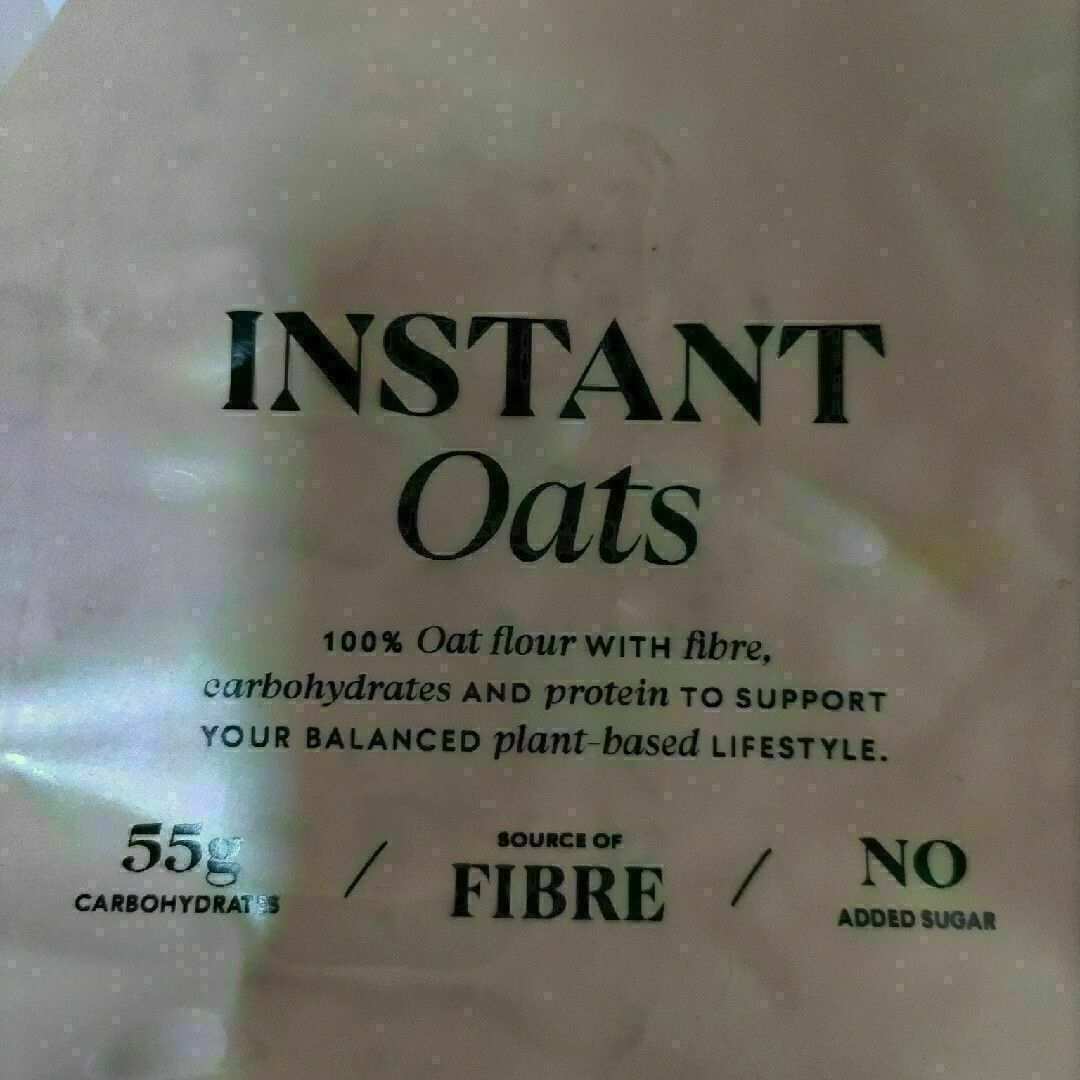 INSTANT
Oats
100% Oat flour WITH fibre,
carbohydrates AND protein TO SUPPORT
YOUR BALANCED plant-based LIFESTYLE.
55g
CARBOHYDRATES
SOURCE OF
FIBRE
NO
ADDED SUGAR